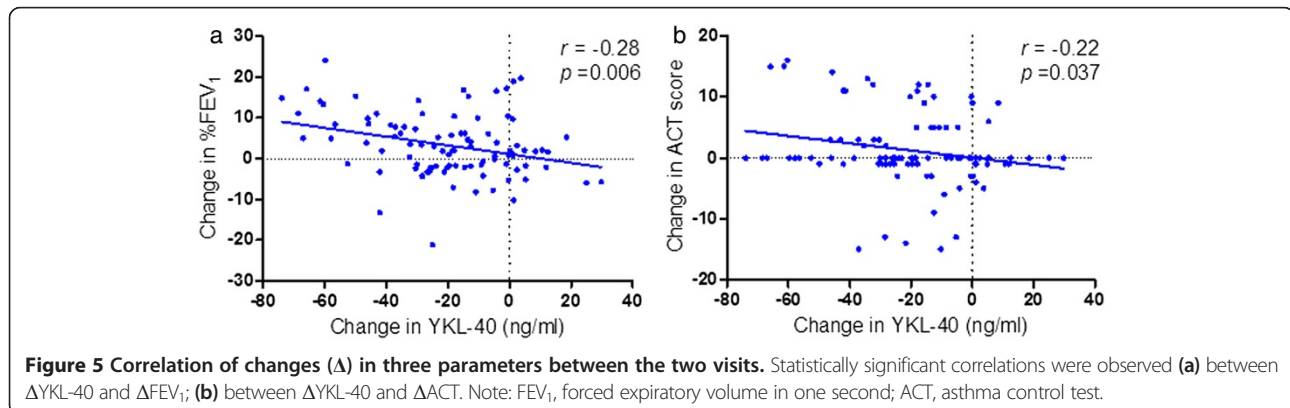 a
r = -0.28
p =0.006
Change in %FEV₁
30
20
10
0
-10
-20
-30
-80 -60 -40 -20 0 20 40
Change in YKL-40 (ng/ml)
b
r = -0.22
p =0.037
Change in ACT score
20
10
0
-10
-20
-80 -60 -40 -20 0 20 40
Change in YKL-40 (ng/ml)
Figure 5 Correlation of changes (Δ) in three parameters between the two visits. Statistically significant correlations were observed (a) between
ΔYKL-40 and ΔFEV₁; (b) between ΔYKL-40 and ΔACT. Note: FEV₁, forced expiratory volume in one second; ACT, asthma control test.